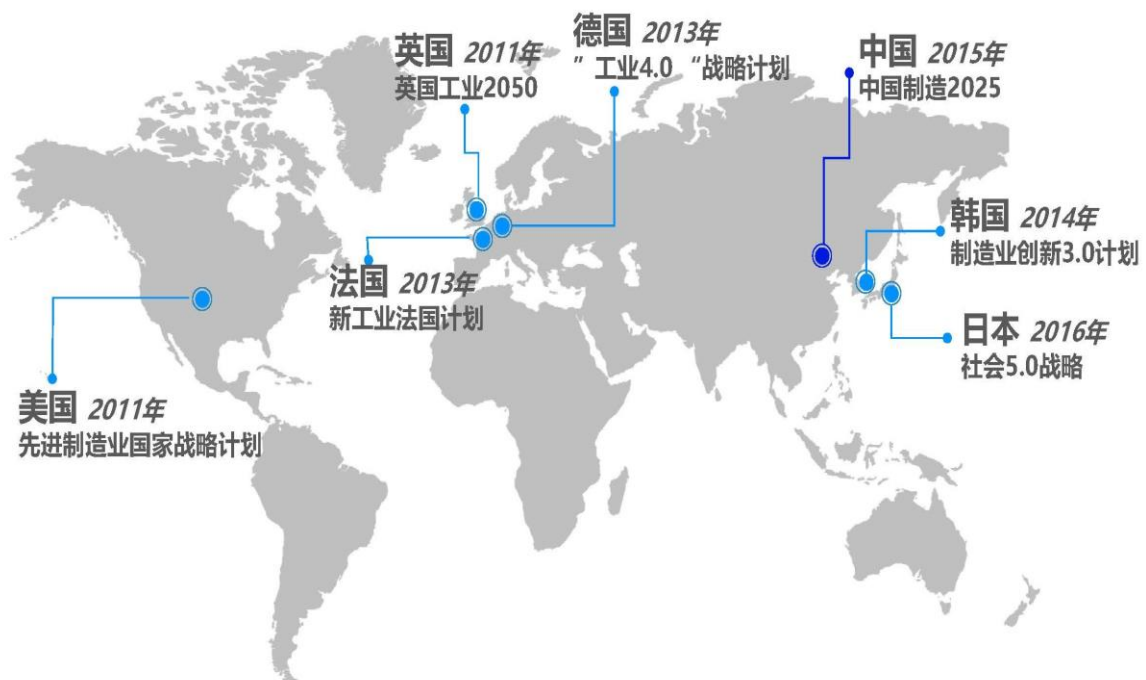 英国 2011年
英国工业2050
德国 2013年
”工业4.0 “战略计划
中国 2015年
中国制造2025
韩国 2014年
制造业创新3.0计划
法国 2013年
新工业法国计划
日本 2016年
社会5.0战略
美国 2011年
先进制造业国家战略计划